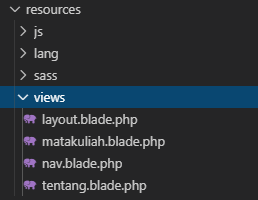 resources
js
lang
sass
views
layout.blade.php
matakuliah.blade.php
nav.blade.php
tentang.blade.php